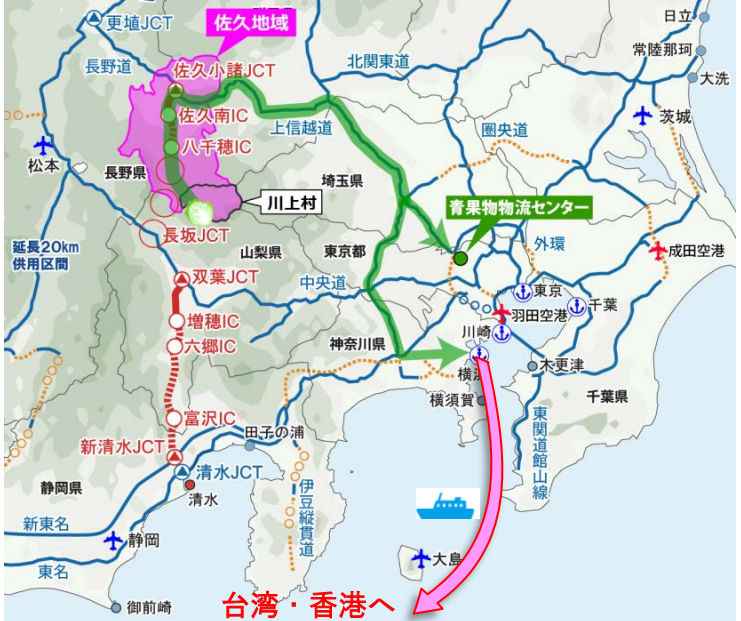 更埴JCT
佐久地域
日立
長野道
北関東道
常陸那珂
佐久小諸JCT
大洗
佐久南IC
上信越道
茨城
圏央道
八千穂IC
松本
長野県
埼玉県
川上村
青果物物流センター
長坂JCT
外環
延長20km
供用区間
山梨県
東京都
成田空港
双葉JCT
中央道
東京
千葉
増穂IC
羽田空港
川崎
六郷IC
神奈川県
木更津
横浜
横須賀
千葉県
富沢IC
東関道館山線
田子の浦
新清水JCT
清水JCT
静岡県
清水
伊豆縦貫道
新東名
静岡
大島
東名
台湾・香港へ
御前崎